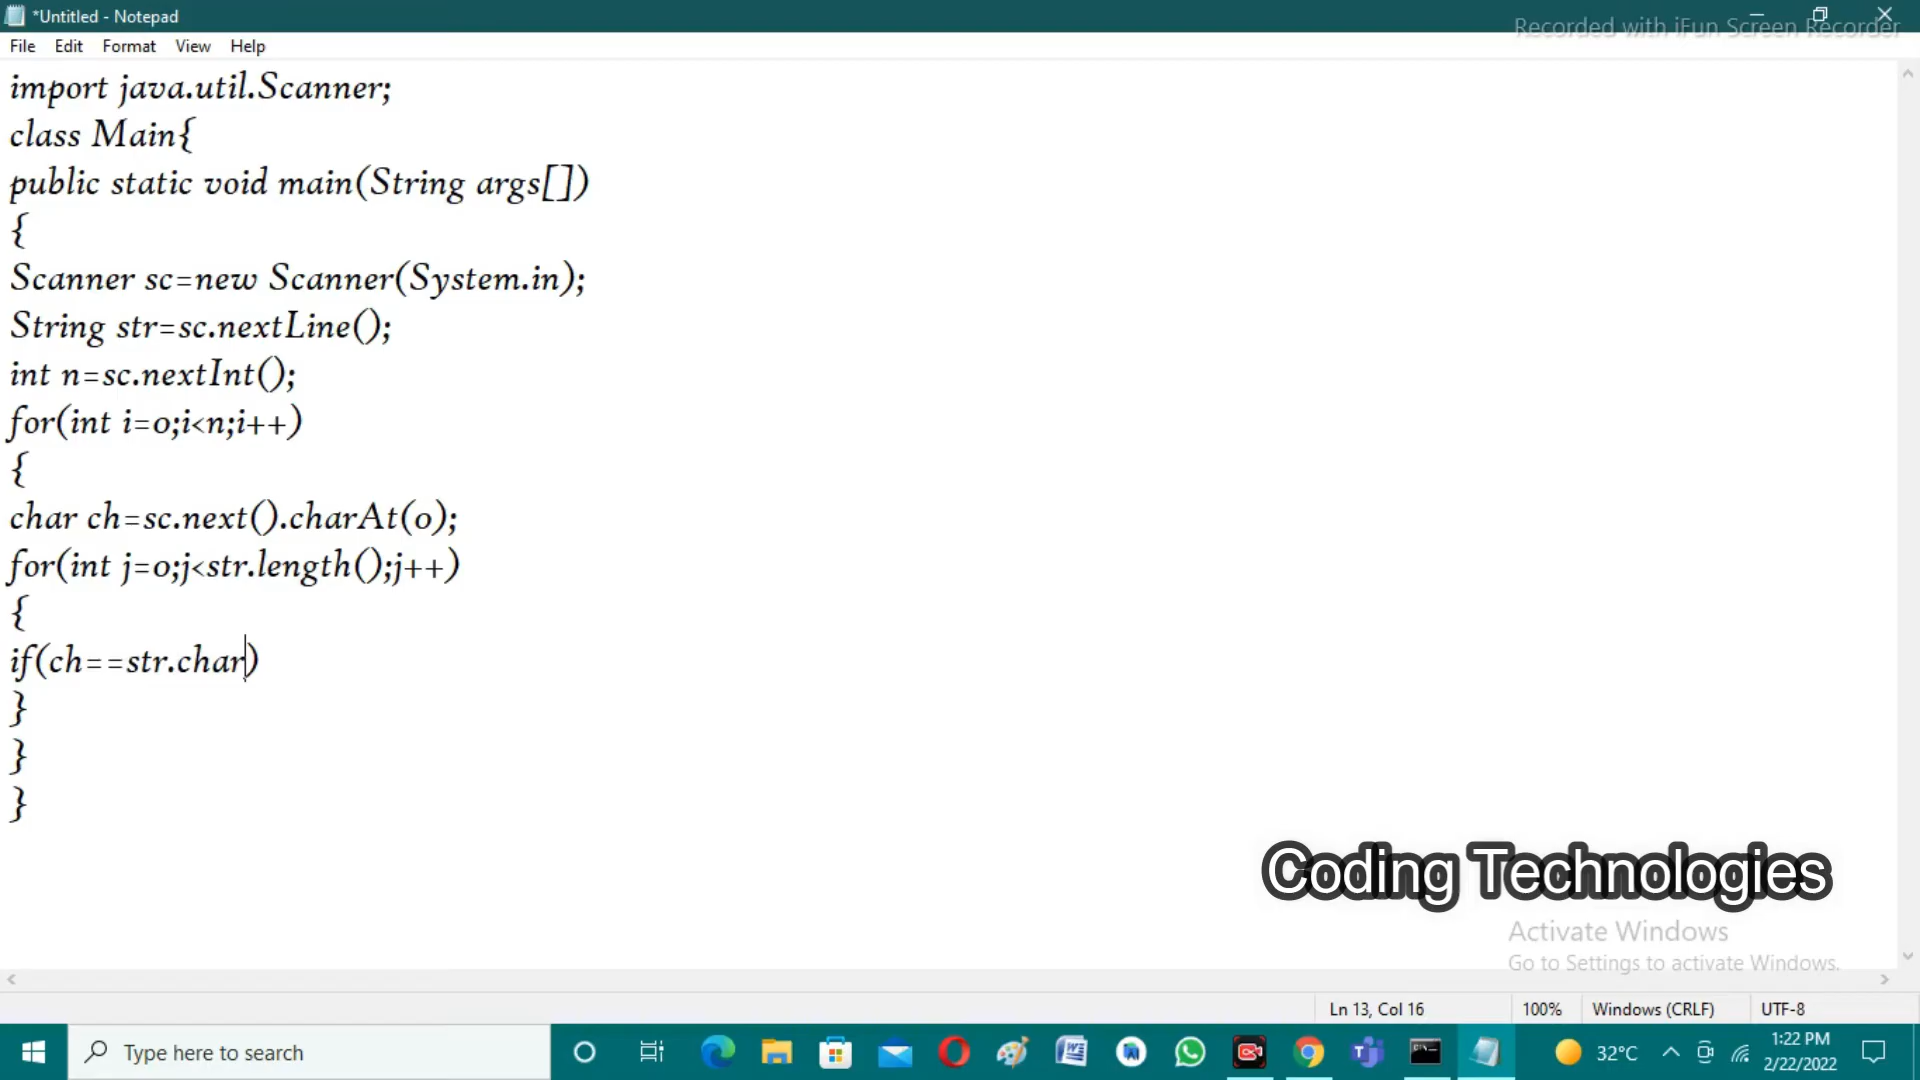 *Untitled - Notepad
Recorded with iFun Screen Recorder
File Edit Format View Help
import java.util.Scanner;
class Main{
public static void main(String args[])
{
Scanner sc=new Scanner(System.in);
String str=sc.nextLine();
int n=sc.nextInt();
for(int i=0;i<n;i++)
{
char ch=sc.next().charAt(0);
for(int j=0;j<str.length();j++)
{
if(ch==str.char)
}
}
}
Coding Technologies
Activate Windows
Go to Settings to activate Windows.
Ln 13, Col 16 100% Windows (CRLF) UTF-8
Type here to search
32°C
1:22 PM
2/22/2022